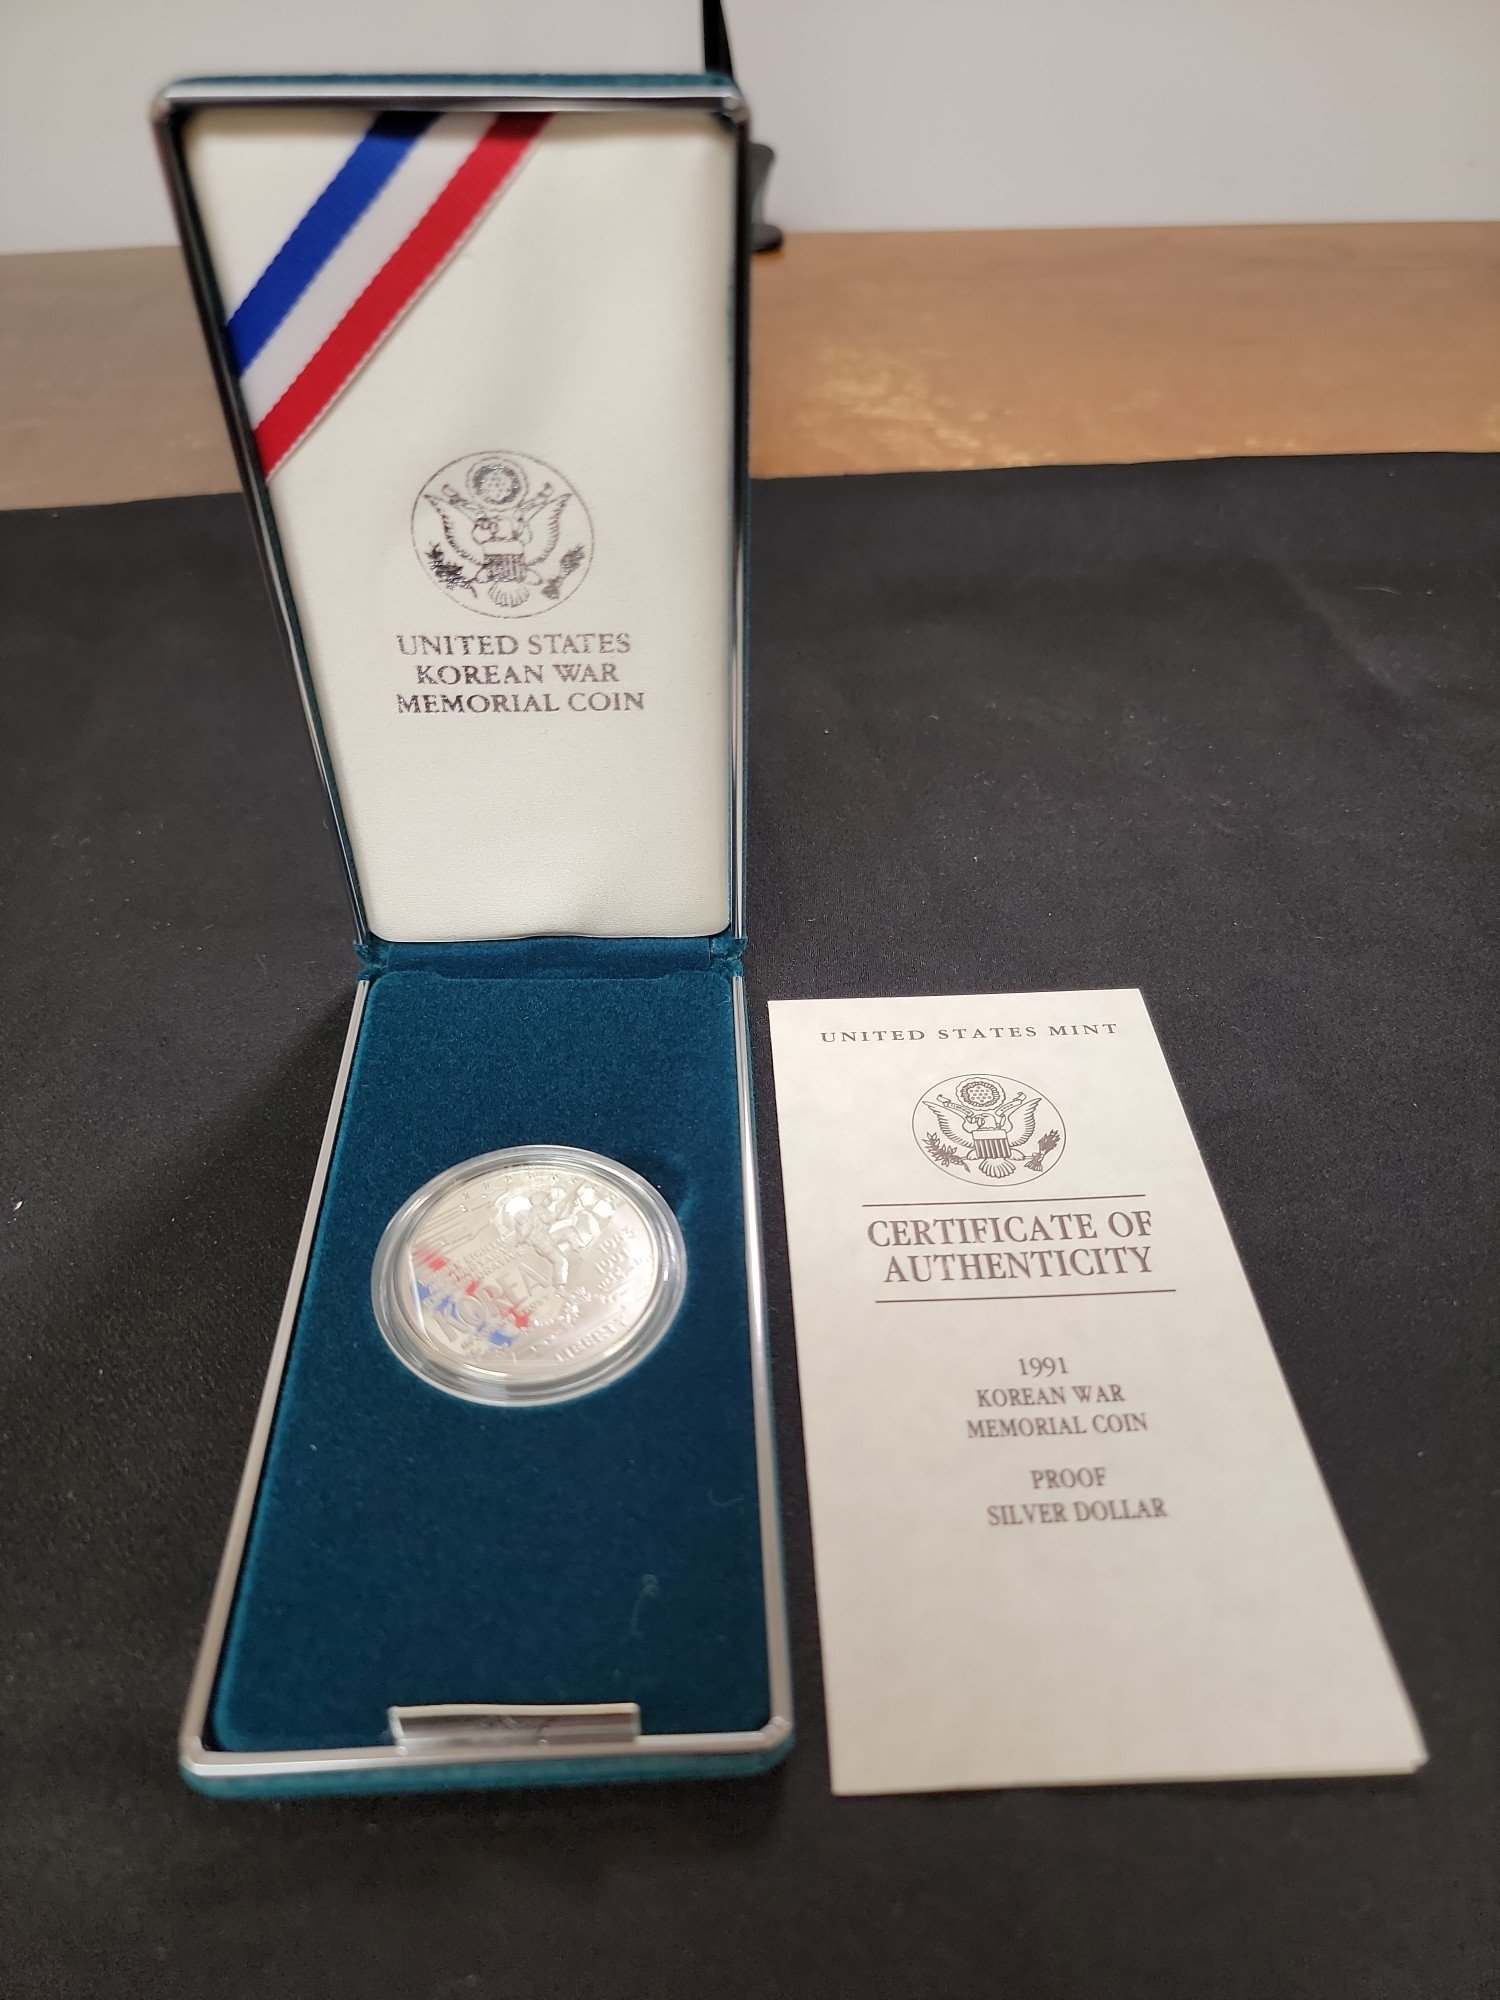 UNITED STATES
KOREAN WAR
MEMORIAL COIN
KOREA
LIBERTY
UNITED STATES MINT
CERTIFICATE OF
AUTHENTICITY
1991
KOREAN WAR
MEMORIAL COIN
PROOF
SILVER DOLLAR